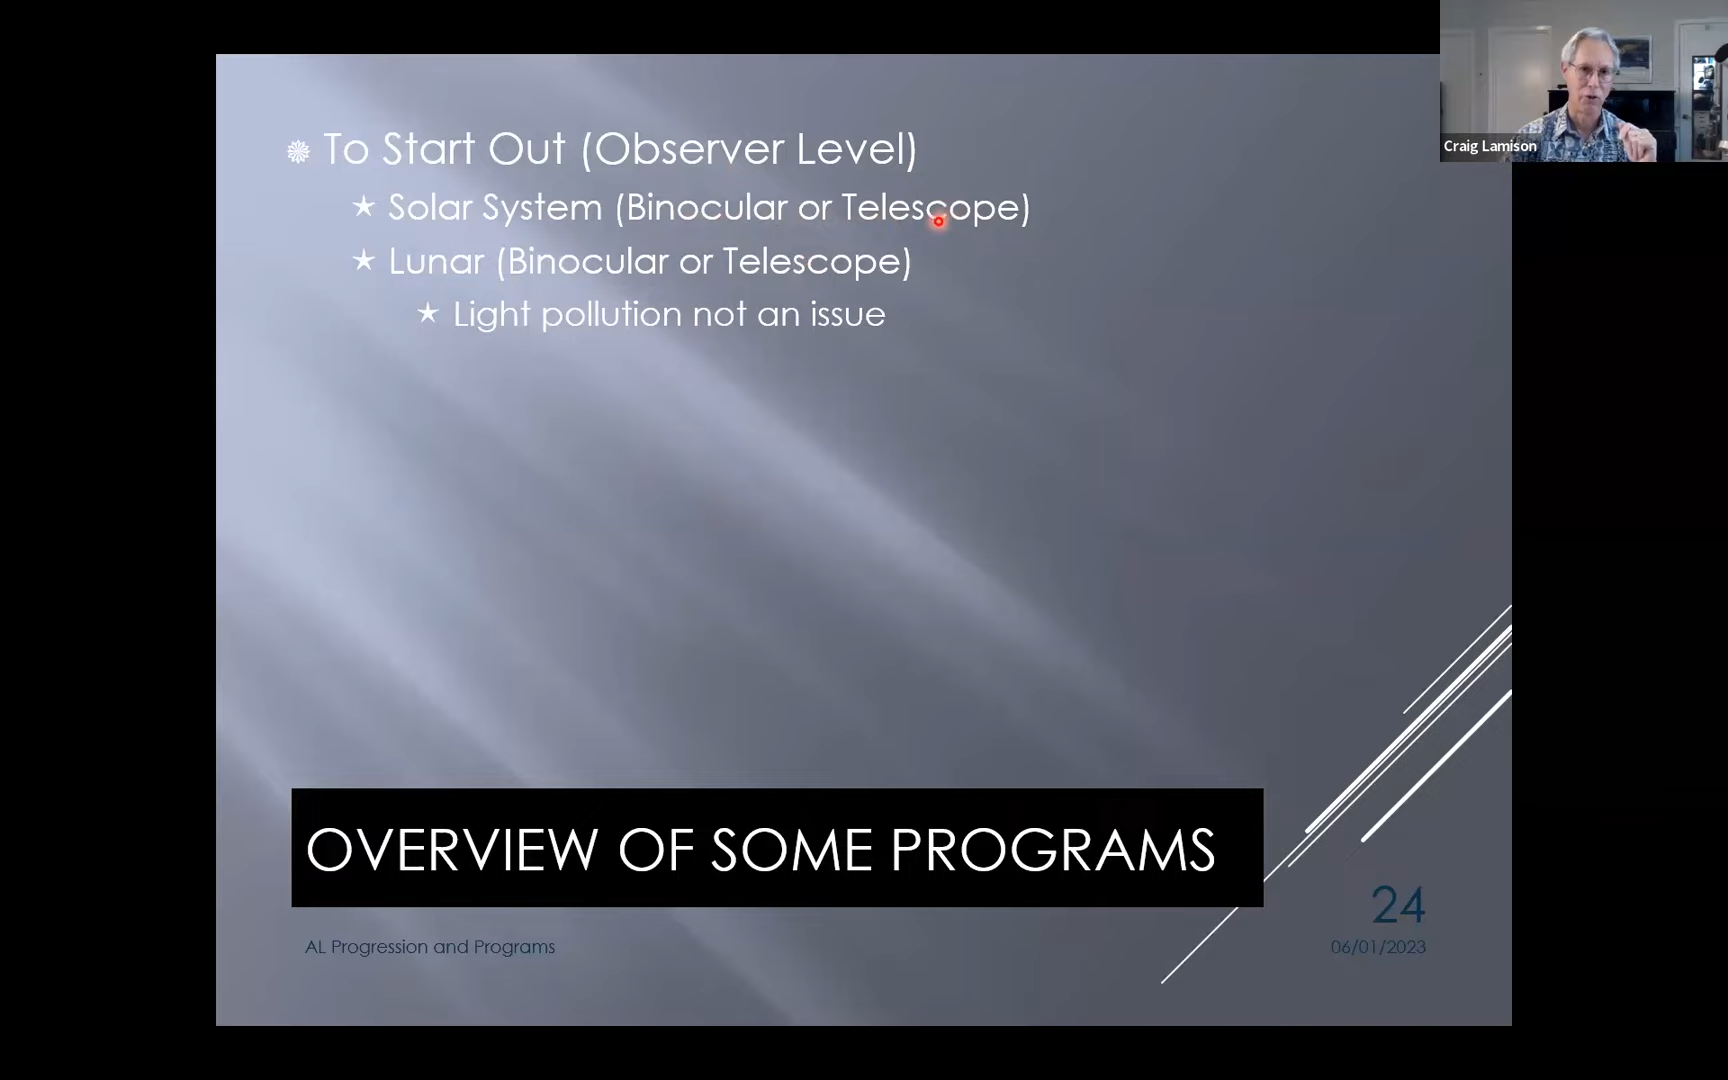 To Start Out (Observer Level)
Solar System (Binocular or Telescope)
Lunar (Binocular or Telescope)
Light pollution not an issue
Craig Lamison
OVERVIEW OF SOME PROGRAMS
24
AL Progression and Programs
06/01/2023